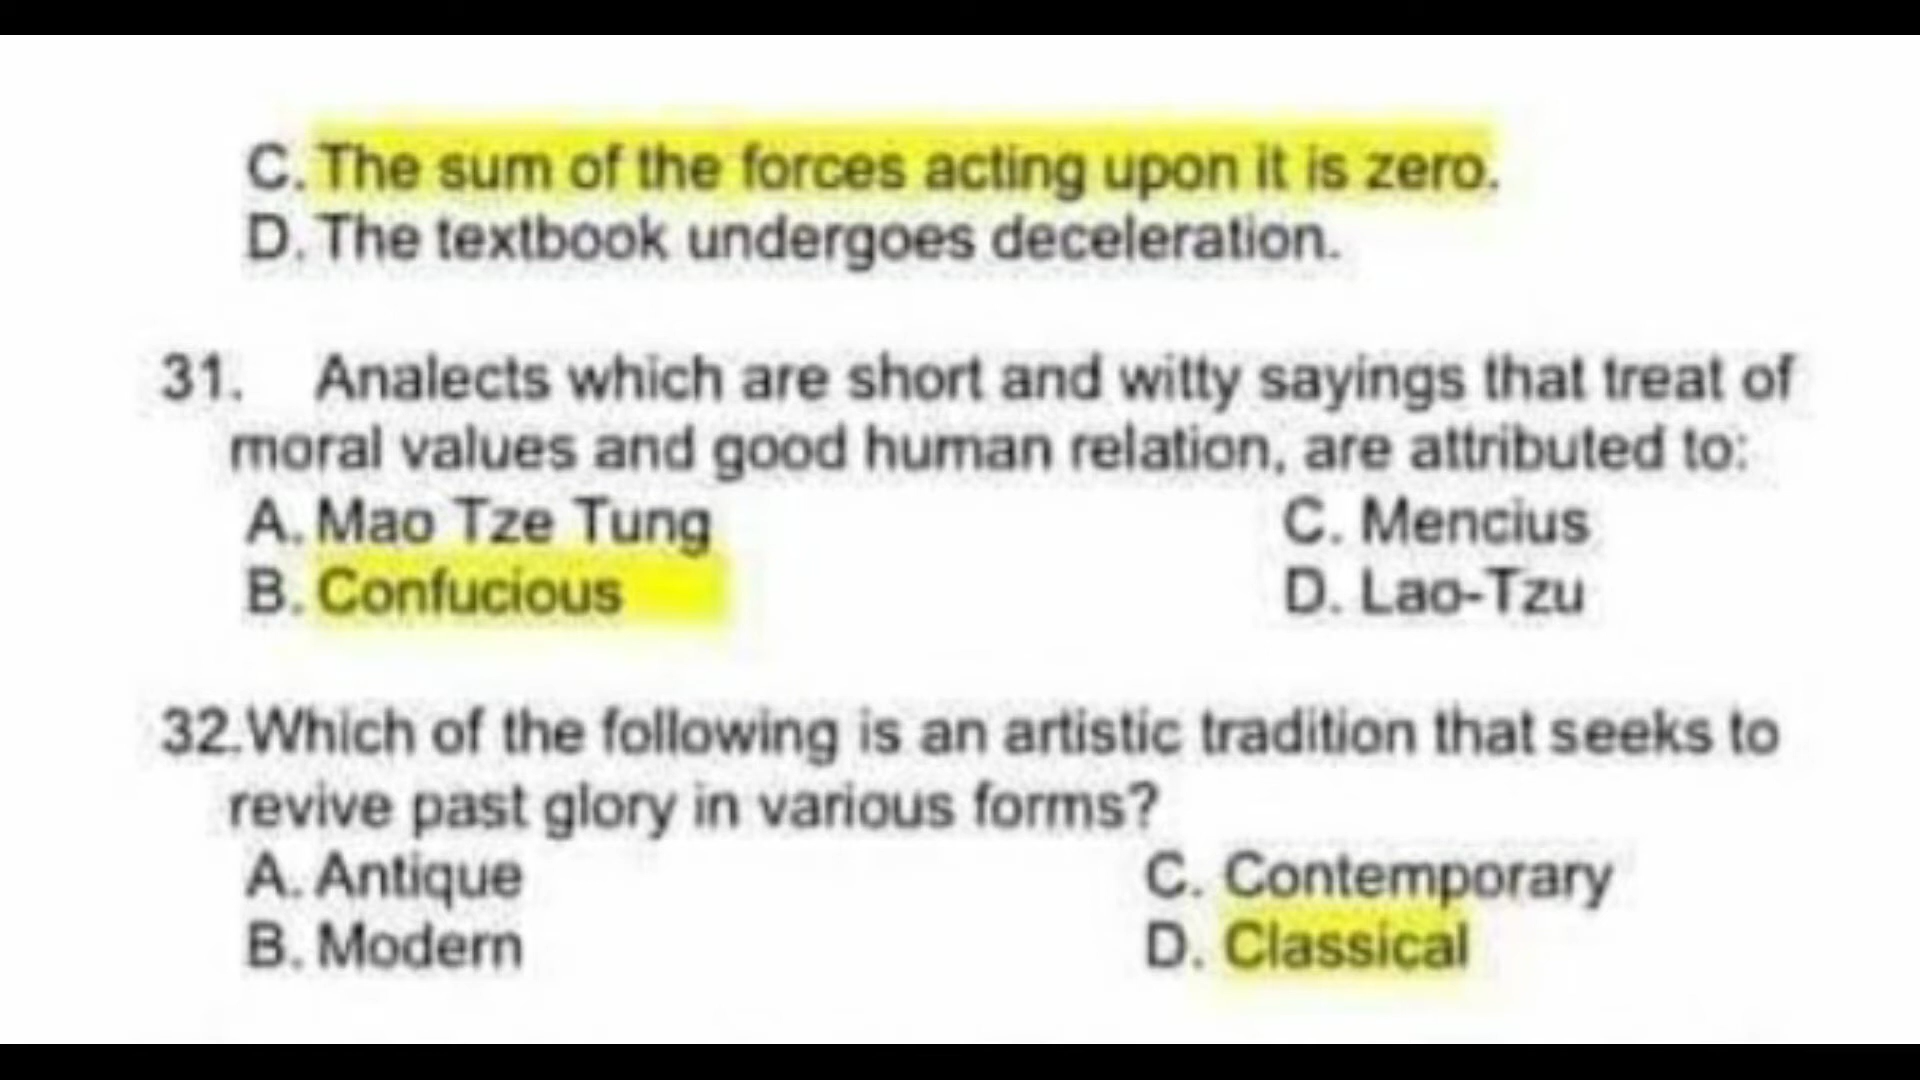 C. The sum of the forces acting upon it is zero.
D. The textbook undergoes deceleration.
31. Analects which are short and witty sayings that treat of
moral values and good human relation, are attributed to:
A. Mao Tze Tung C. Mencius
B. Confucious D. Lao-Tzu
32.Which of the following is an artistic tradition that seeks to
revive past glory in various forms?
A. Antique C. Contemporary
B. Modern D. Classical